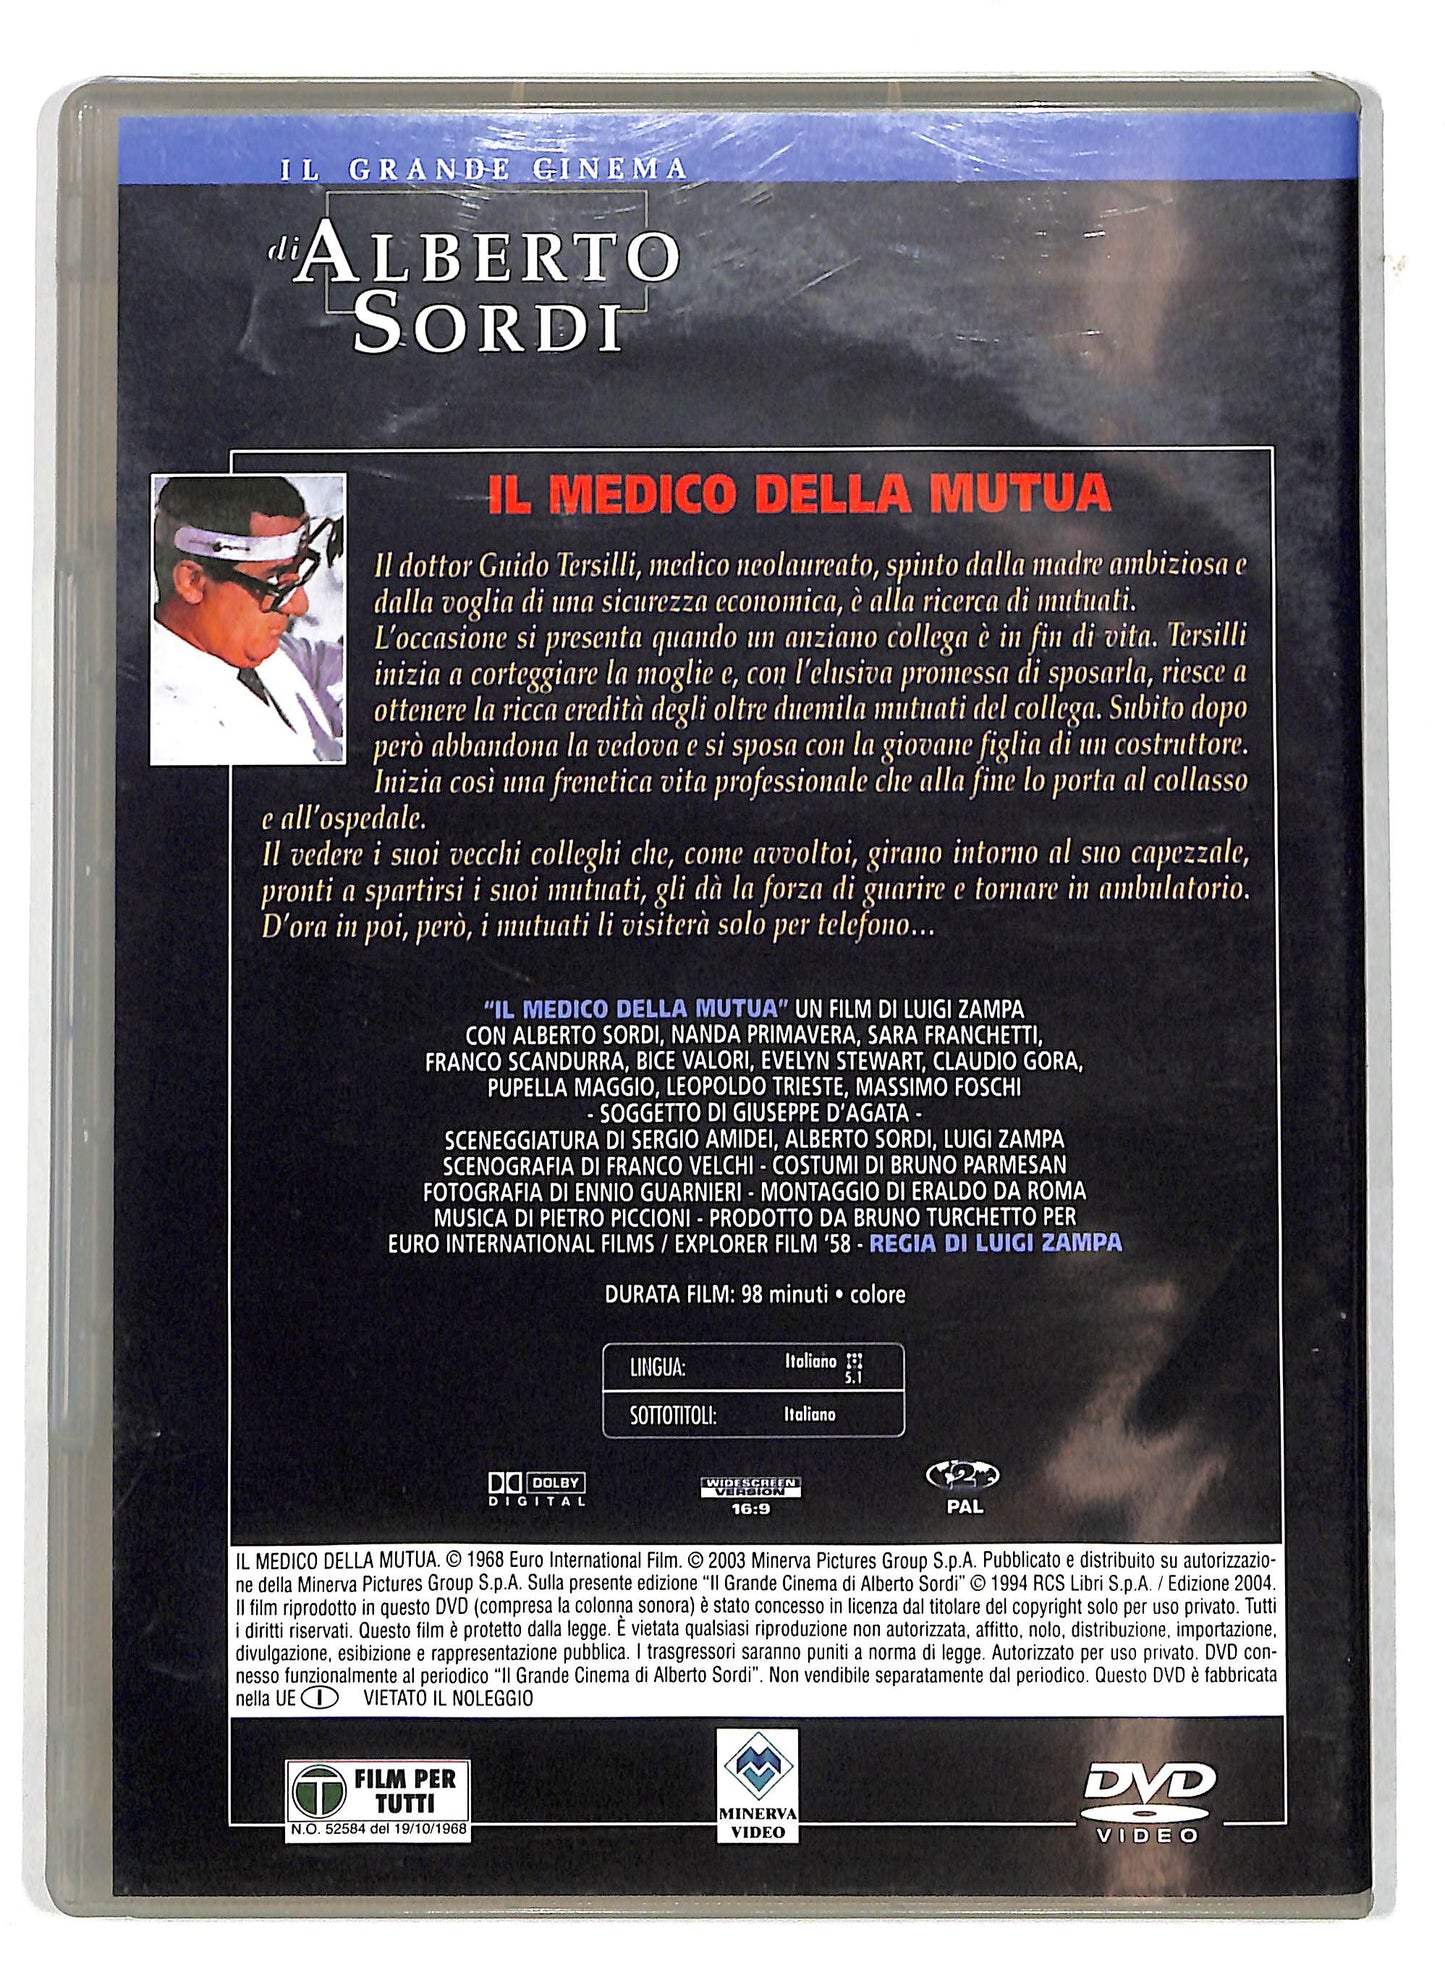 IL GRANDE CINEMA
di ALBERTO
SORDI
IL MEDICO DELLA MUTUA
Il dottor Guido Tersilli, medico neolaureato, spinto dalla madre ambiziosa e
dalla voglia di una sicurezza economica, è alla ricerca di mutuati.
L'occasione si presenta quando un anziano collega è in fin di vita. Tersilli
inizia a corteggiare la moglie e, con l'elusiva promessa di sposarla, riesce a
ottenere la ricca eredità degli oltre duemila mutuati del collega. Subito dopo
però abbandona la vedova e si sposa con la giovane figlia di un costruttore.
Inizia così una frenetica vita professionale che alla fine lo porta al collasso
e all'ospedale.
Il vedere i suoi vecchi colleghi che, come avvoltoi, girano intorno al suo capezzale,
pronti a spartirsi i suoi mutuati, gli dà la forza di guarire e tornare in ambulatorio.
D'ora in poi, però, i mutuati li visiterà solo per telefono...
"IL MEDICO DELLA MUTUA" UN FILM DI LUIGI ZAMPA
CON ALBERTO SORDI, NANDA PRIMAVERA, SARA FRANCHETTI,
FRANCO SCANDURRA, BICE VALORI, EVELYN STEWART, CLAUDIO GORA,
PUPELLA MAGGIO, LEOPOLDO TRIESTE, MASSIMO FOSCHI
- SOGGETTO DI GIUSEPPE D'AGATA -
SCENEGGIATURA DI SERGIO AMIDEI, ALBERTO SORDI, LUIGI ZAMPA
SCENOGRAFIA DI FRANCO VELCHI - COSTUMI DI BRUNO PARMESAN
FOTOGRAFIA DI ENNIO GUARNIERI - MONTAGGIO DI ERALDO DA ROMA
MUSICA DI PIETRO PICCIONI - PRODOTTO DA BRUNO TURCHETTO PER
EURO INTERNATIONAL FILMS / EXPLORER FILM '58 - REGIA DI LUIGI ZAMPA
DURATA FILM: 98 minuti • colore
LINGUA: Italiano 5.1
SOTTOTITOLI: Italiano
DOLBY
DIGITAL
WIDESCREEN
VERSION
16:9
2
PAL
IL MEDICO DELLA MUTUA. © 1968 Euro International Film. © 2003 Minerva Pictures Group S.p.A. Pubblicato e distribuito su autorizzazio-
ne della Minerva Pictures Group S.p.A. Sulla presente edizione "Il Grande Cinema di Alberto Sordi" © 1994 RCS Libri S.p.A. / Edizione 2004.
Il film riprodotto in questo DVD (compresa la colonna sonora) è stato concesso in licenza dal titolare del copyright solo per uso privato. Tutti
i diritti riservati. Questo film è protetto dalla legge. È vietata qualsiasi riproduzione non autorizzata, affitto, nolo, distribuzione, importazione,
divulgazione, esibizione e rappresentazione pubblica. I trasgressori saranno puniti a norma di legge. Autorizzato per uso privato. DVD con-
nesso funzionalmente al periodico "Il Grande Cinema di Alberto Sordi". Non vendibile separatamente dal periodico. Questo DVD è fabbricata
nella UE I VIETATO IL NOLEGGIO
T FILM PER
TUTTI
N.O. 52584 del 19/10/1968
MINERVA
VIDEO
DVD
VIDEO